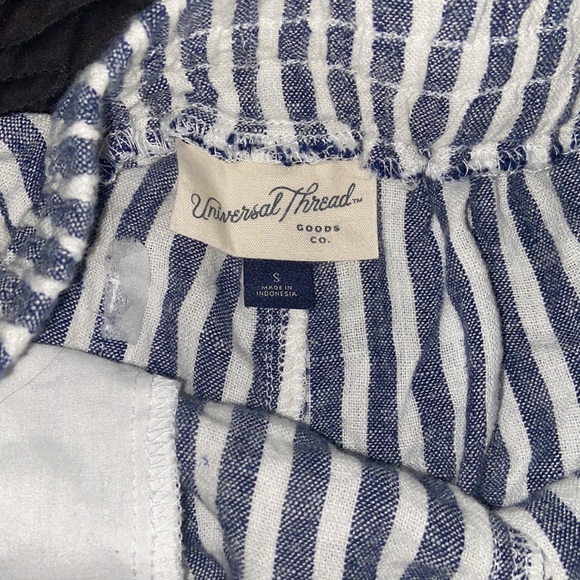 Universal Thread™
GOODS
CO.
S
MADE IN
INDONESIA